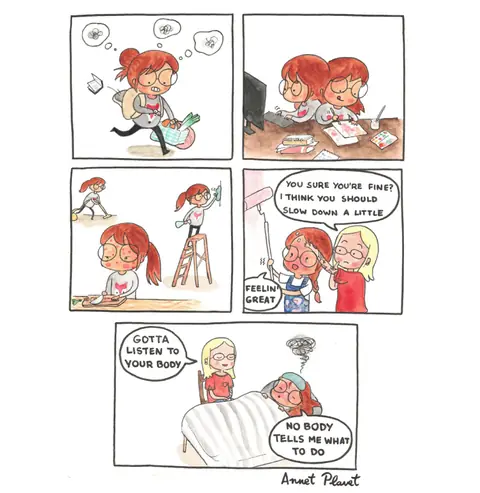 YOU SURE YOU'RE FINE?
I THINK YOU SHOULD
SLOW DOWN A LITTLE
FEELIN'
GREAT
GOTTA
LISTEN TO
YOUR BODY
NO BODY
TELLS ME WHAT
TO DO
Annet Plavet